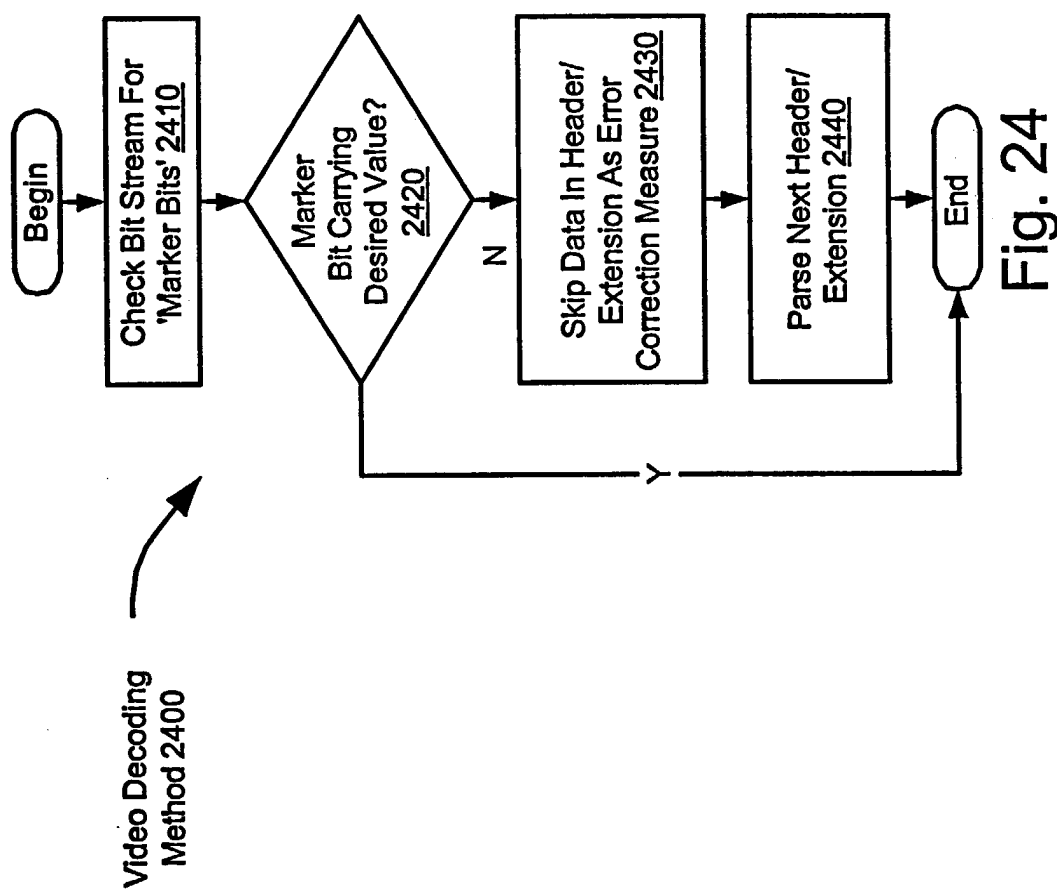 Video Decoding
Method 2400
Begin
Check Bit Stream For
'Marker Bits' 2410
Marker
Bit Carrying
Desired Value?
2420
N
Y
Skip Data In Header/
Extension As Error
Correction Measure 2430
Parse Next Header/
Extension 2440
End
Fig. 24